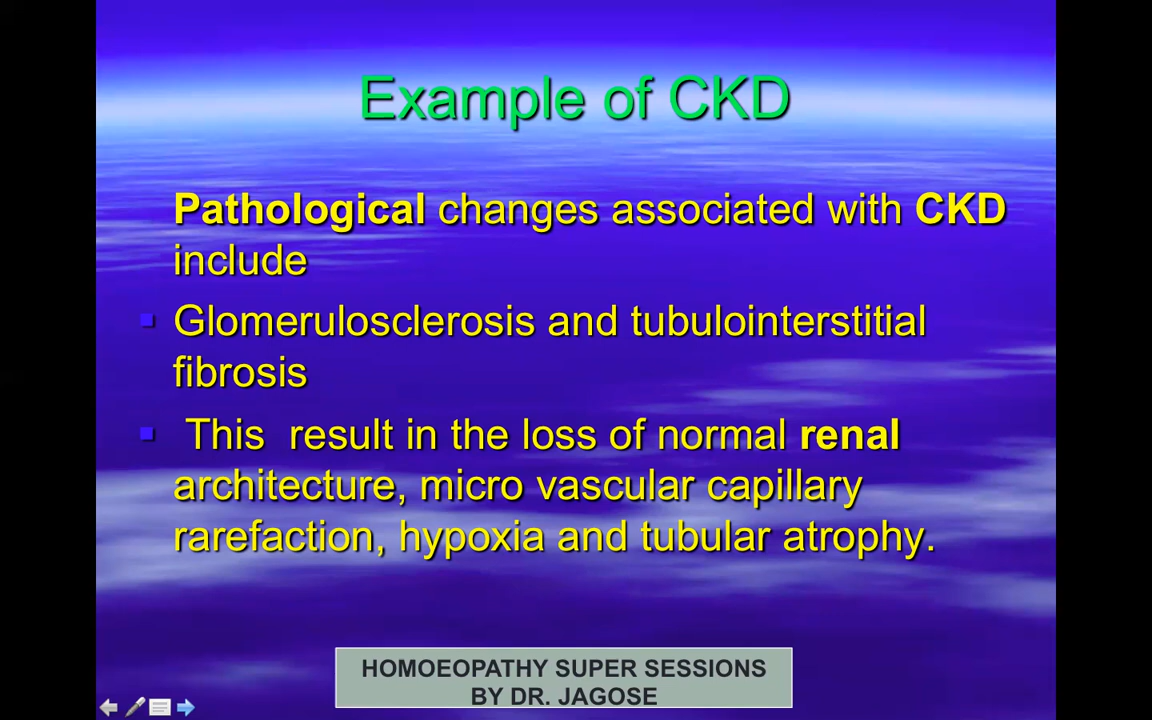 Example of CKD
Pathological changes associated with CKD
include
Glomerulosclerosis and tubulointerstitial
fibrosis
This result in the loss of normal renal
architecture, micro vascular capillary
rarefaction, hypoxia and tubular atrophy.
HOMOEOPATHY SUPER SESSIONS
BY DR. JAGOSE